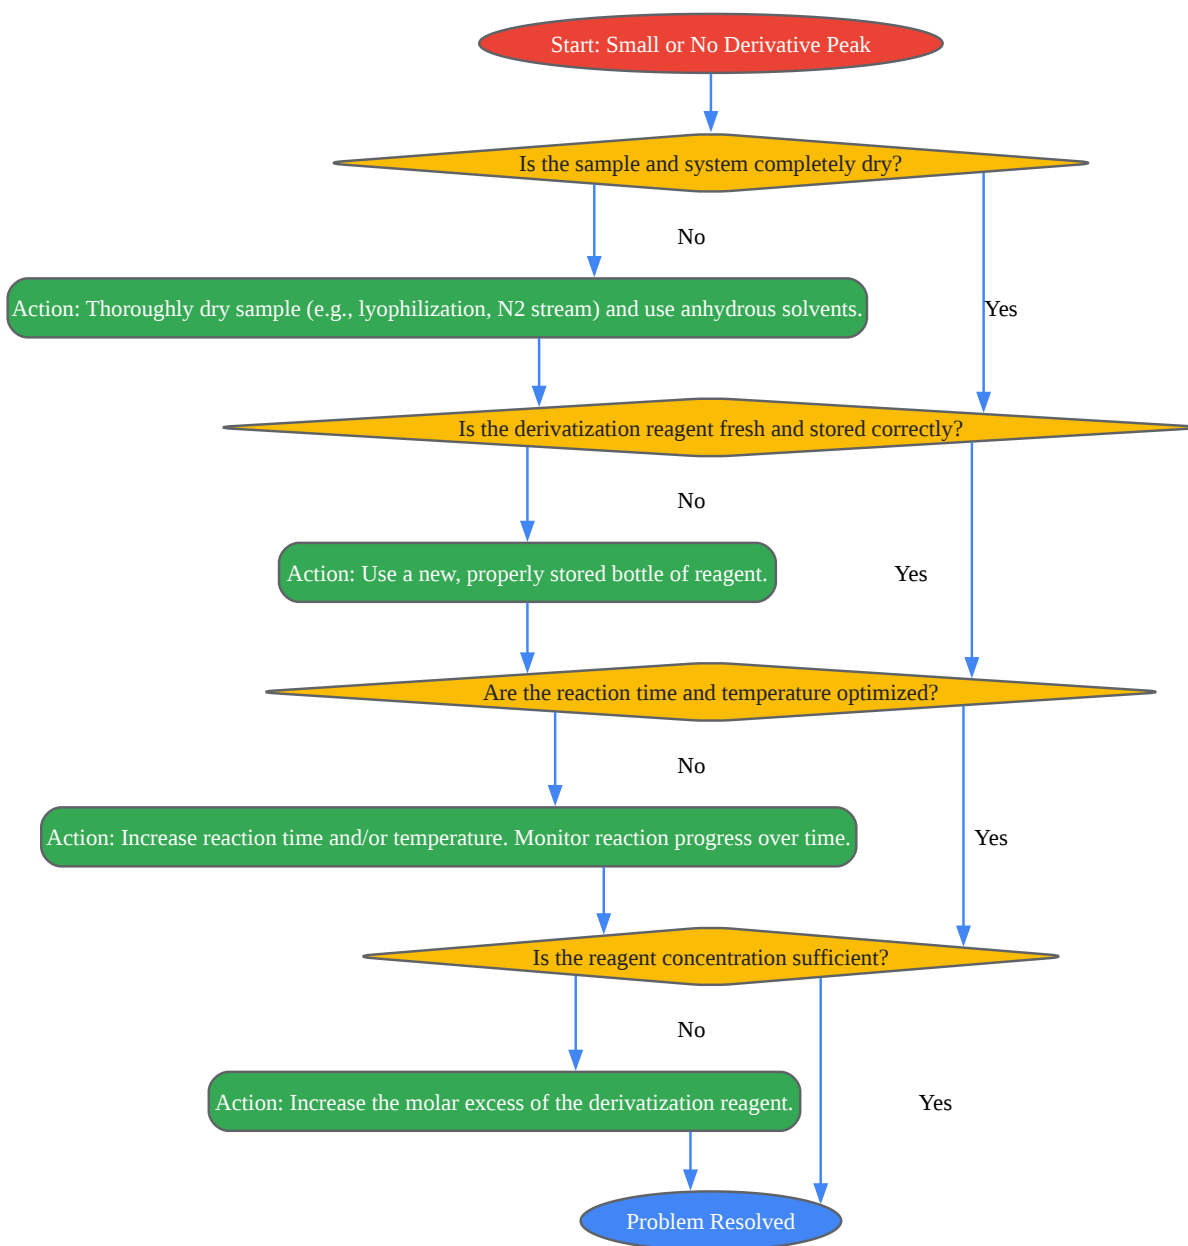 Start: Small or No Derivative Peak
Is the sample and system completely dry?
No
Action: Thoroughly dry sample (e.g., lyophilization, N2 stream) and use anhydrous solvents.
Yes
Is the derivatization reagent fresh and stored correctly?
No
Action: Use a new, properly stored bottle of reagent.
Yes
Are the reaction time and temperature optimized?
No
Action: Increase reaction time and/or temperature. Monitor reaction progress over time.
Yes
Is the reagent concentration sufficient?
No
Action: Increase the molar excess of the derivatization reagent.
Yes
Problem Resolved